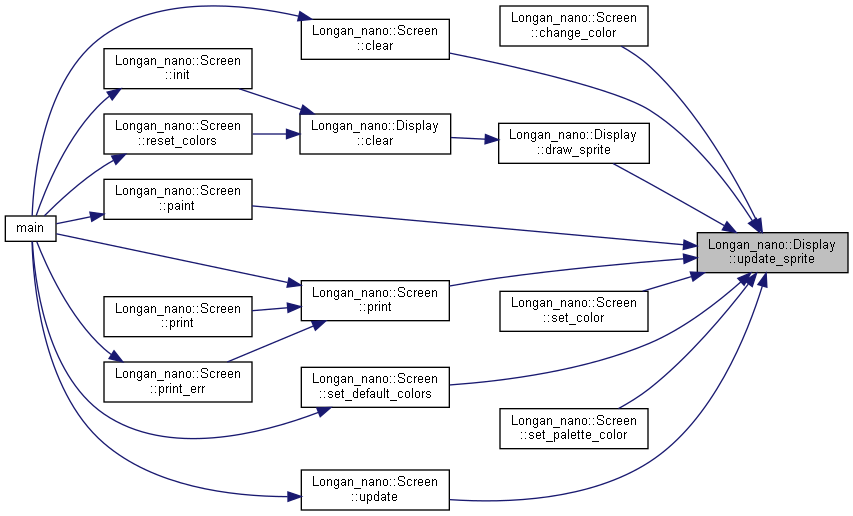 Longan_nano::Screen
::change_color
Longan_nano::Screen
::clear
Longan_nano::Screen
::init
Longan_nano::Screen
::reset_colors
Longan_nano::Display
::clear
Longan_nano::Display
::draw_sprite
Longan_nano::Screen
::paint
main
Longan_nano::Display
::update_sprite
Longan_nano::Screen
::print
Longan_nano::Screen
::print
Longan_nano::Screen
::set_color
Longan_nano::Screen
::print_err
Longan_nano::Screen
::set_default_colors
Longan_nano::Screen
::set_palette_color
Longan_nano::Screen
::update